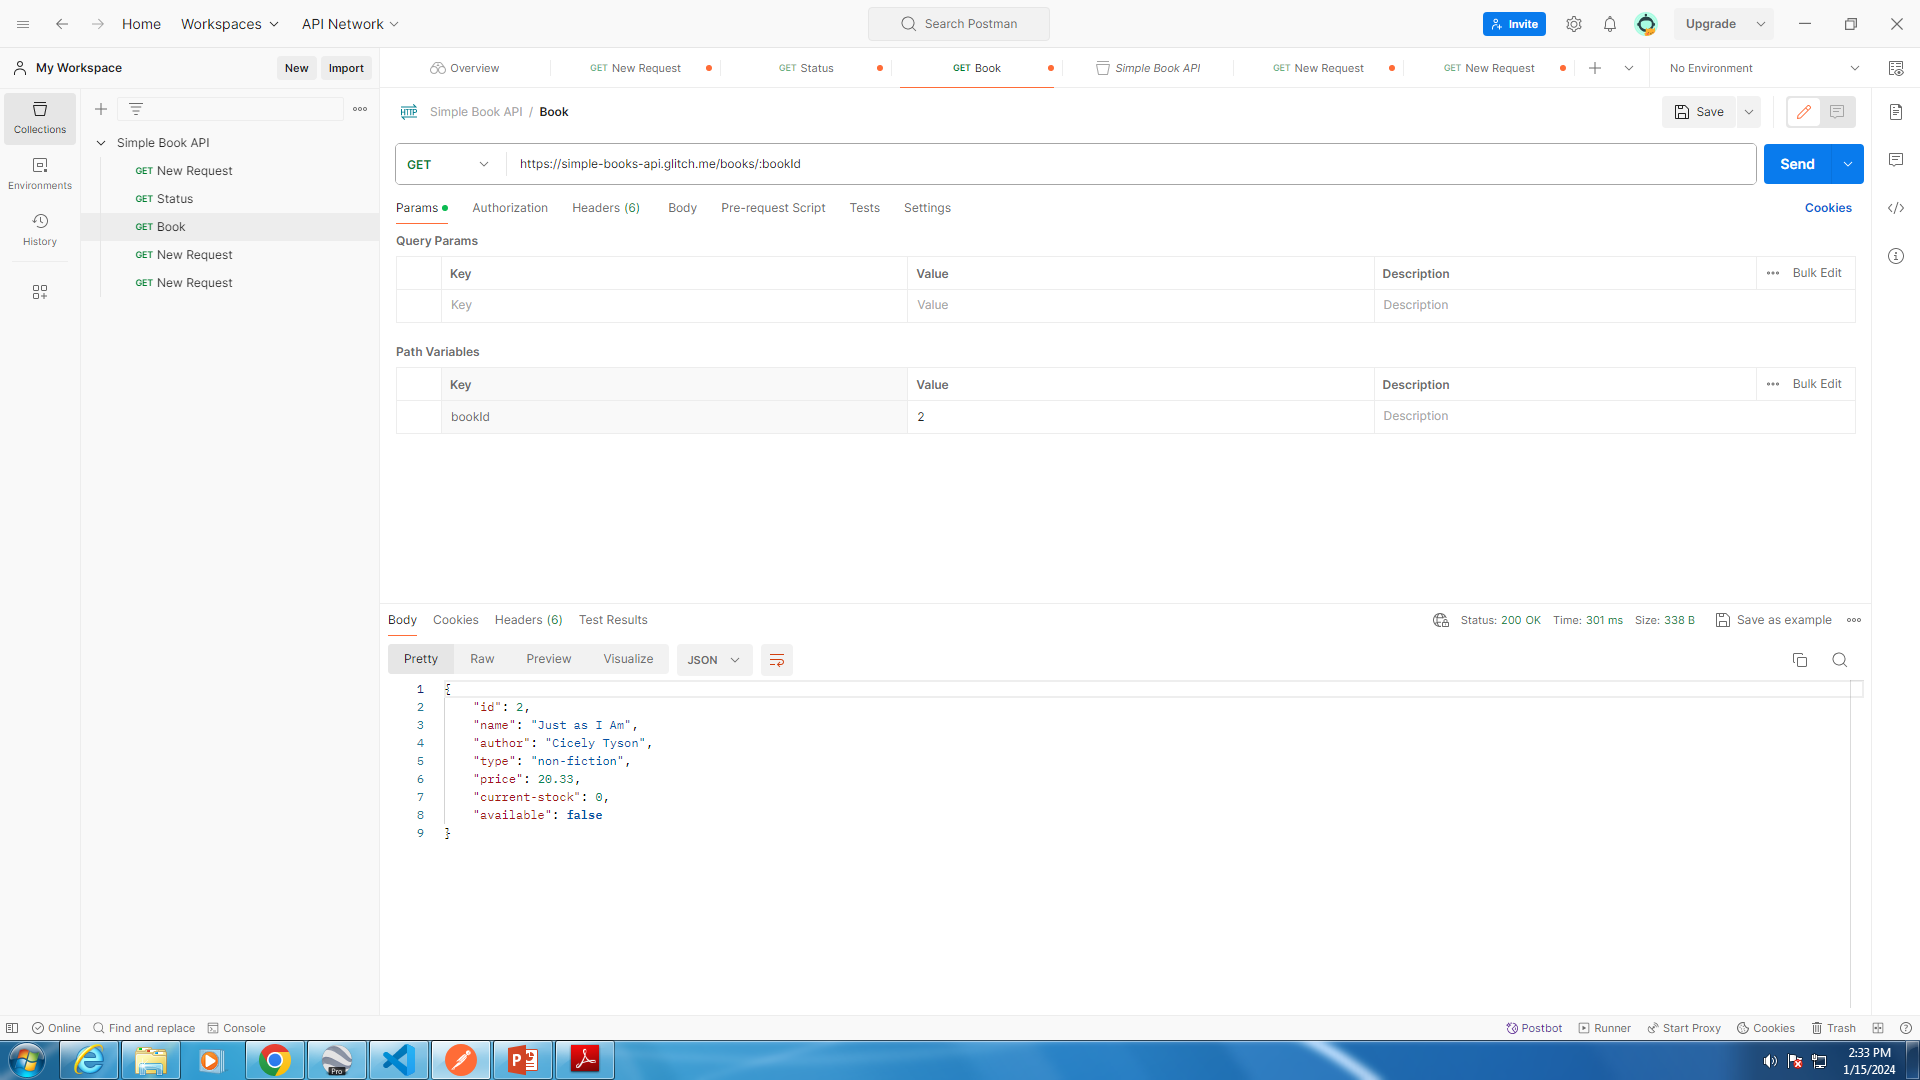 Home Workspaces API Network Search Postman Invite Upgrade
My Workspace New Import Overview GET New Request GET Status GET Book Simple Book API GET New Request GET New Request No Environment
Collections
Environments
History
Simple Book API
GET New Request
GET Status
GET Book
GET New Request
GET New Request
HTTP Simple Book API / Book Save
GET https://simple-books-api.glitch.me/books/:bookId Send
Params Authorization Headers (6) Body Pre-request Script Tests Settings Cookies
Query Params
Key Value Description Bulk Edit
Key Value Description
Path Variables
Key Value Description Bulk Edit
bookId 2 Description
Body Cookies Headers (6) Test Results Status: 200 OK Time: 301 ms Size: 338 B Save as example
Pretty Raw Preview Visualize JSON
1 {
2 "id": 2,
3 "name": "Just as I Am",
4 "author": "Cicely Tyson",
5 "type": "non-fiction",
6 "price": 20.33,
7 "current-stock": 0,
8 "available": false
9 }
Online Find and replace Console Postbot Runner Start Proxy Cookies Trash
Pro
2:33 PM
1/15/2024